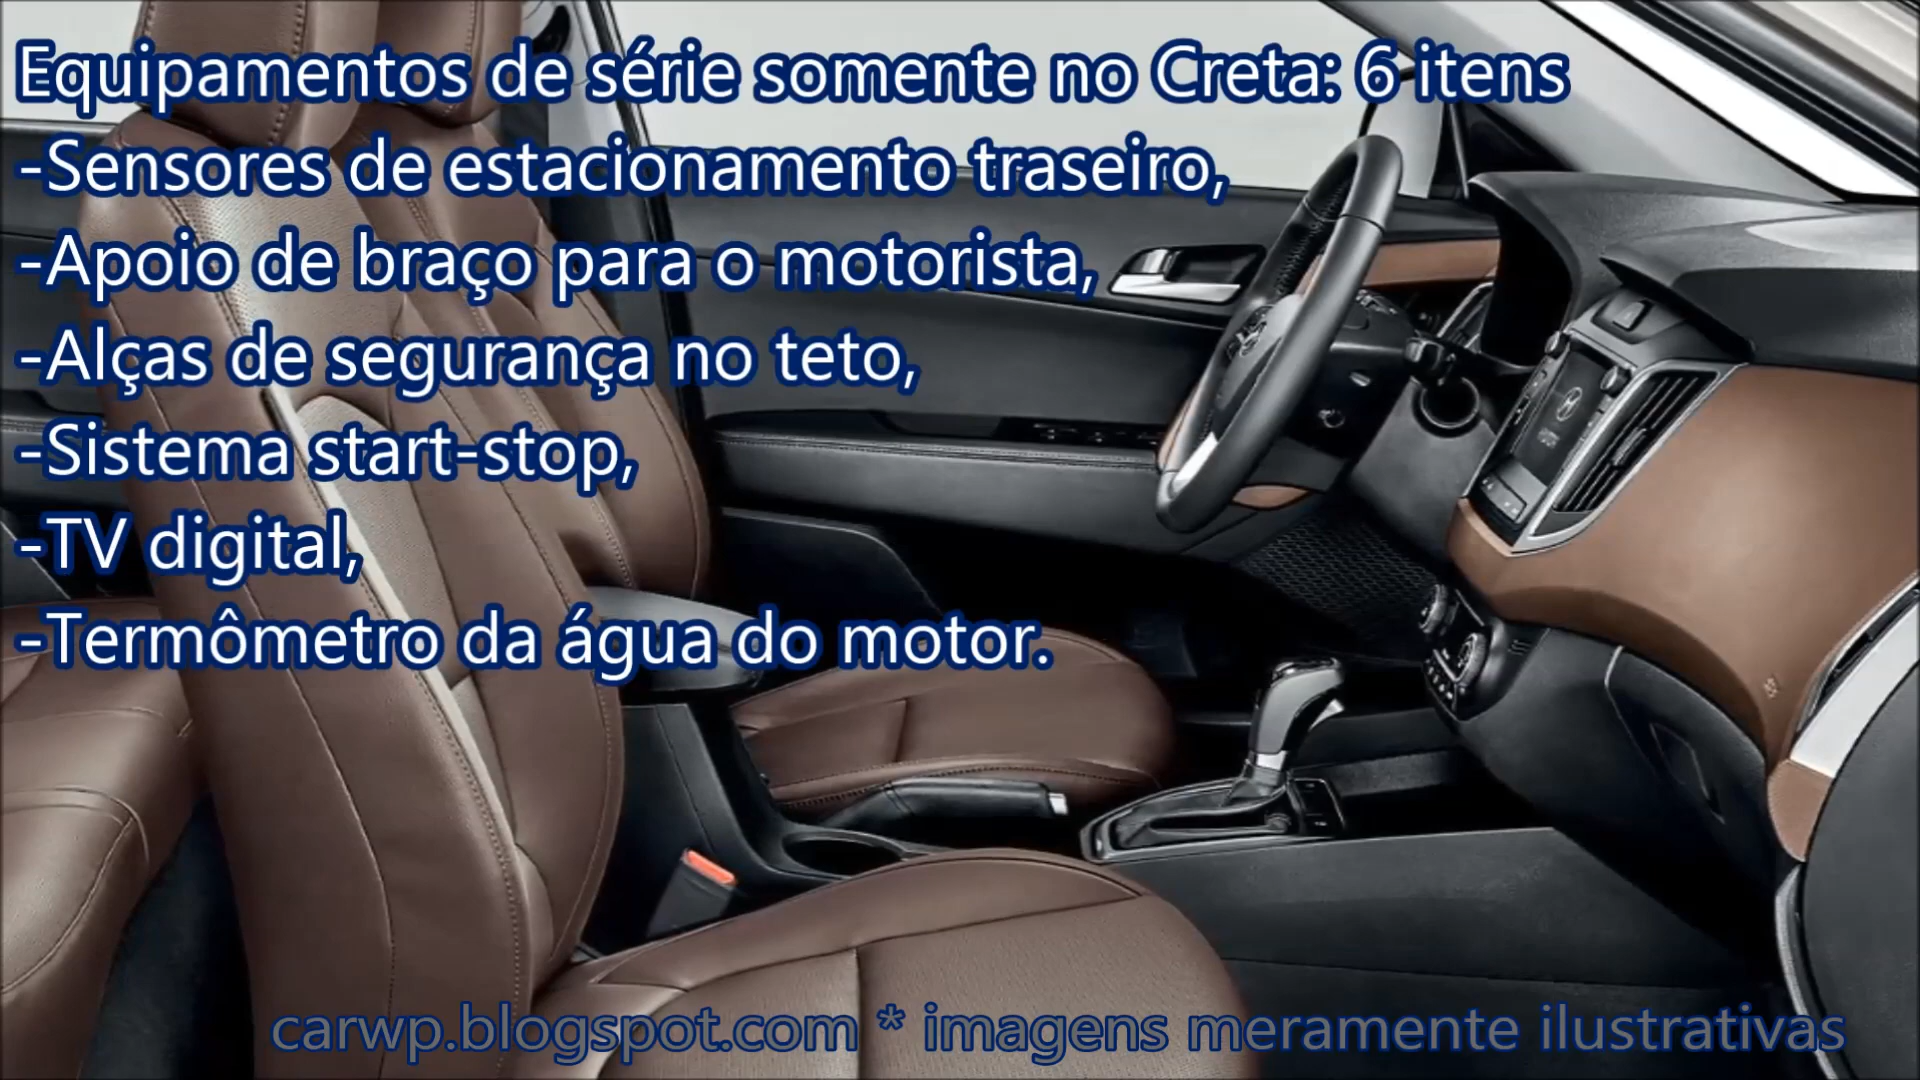 Equipamentos de série somente no Creta: 6 itens
-Sensores de estacionamento traseiro,
-Apoio de braço para o motorista,
-Alças de segurança no teto,
-Sistema start-stop,
-TV digital,
-Termômetro da água do motor.
carwp.blogspot.com * imagens meramente ilustrativas